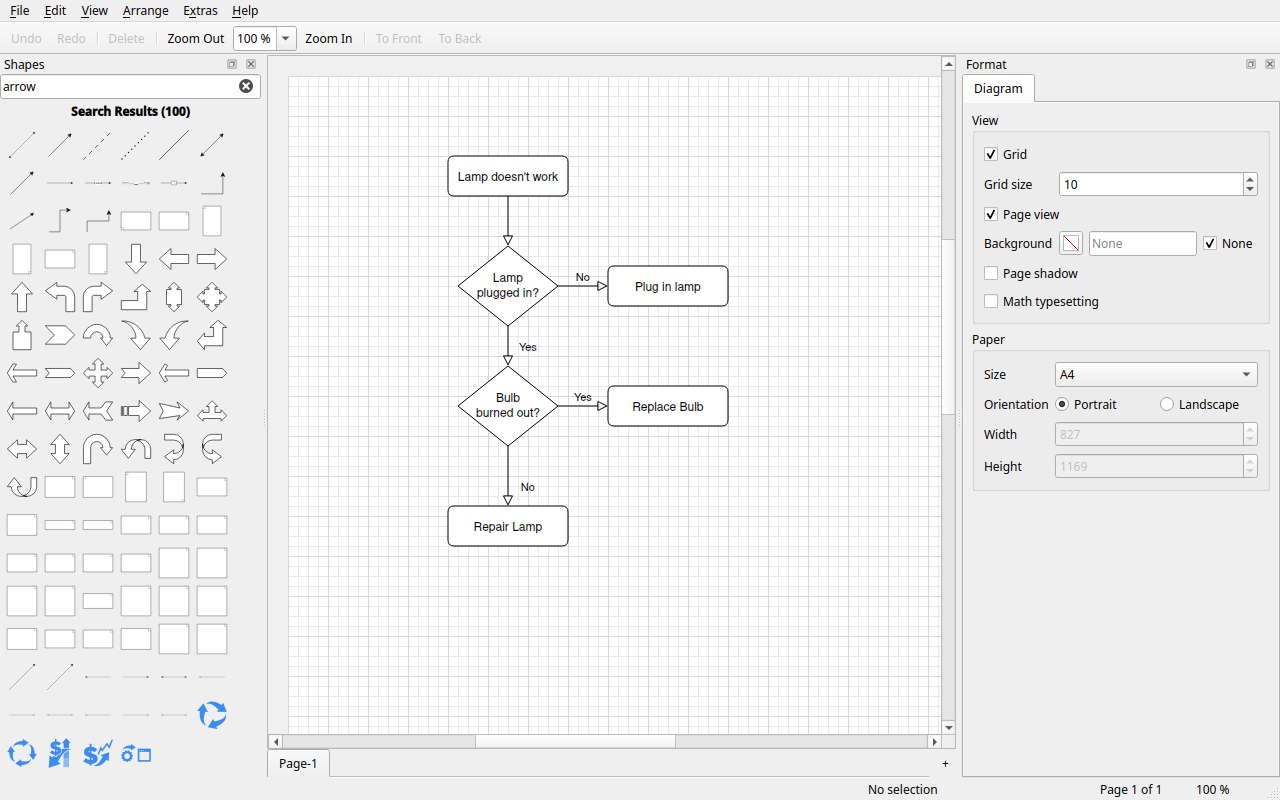 File Edit View Arrange Extras Help
Undo Redo Delete Zoom Out 100 % Zoom In To Front To Back
Shapes
arrow
Search Results (100)
Lamp doesn't work
Lamp
plugged in?
No
Plug in lamp
Yes
Bulb
burned out?
Yes
Replace Bulb
No
Repair Lamp
Page-1
+
Format
Diagram
View
Grid
Grid size 10
Page view
Background None None
Page shadow
Math typesetting
Paper
Size A4
Orientation Portrait Landscape
Width 827
Height 1169
No selection Page 1 of 1 100 %